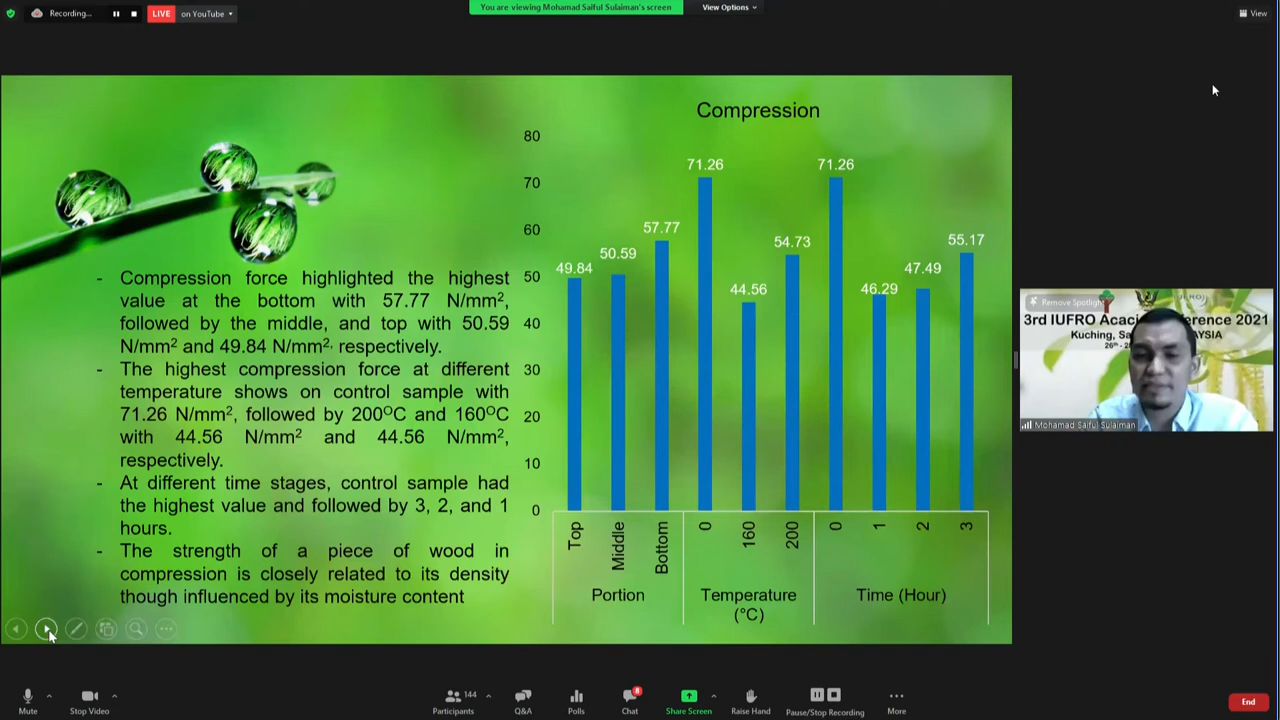 Recording...
LIVE on YouTube
You are viewing Mohamad Saiful Sulaiman's screen
View Options
View
Compression
80
70
60
50
40
30
20
10
0
71.26
71.26
57.77
54.73
55.17
49.84
50.59
44.56
46.29
47.49
Top
Middle
Bottom
0
160
200
0
1
2
3
Portion
Temperature
(°C)
Time (Hour)
- Compression force highlighted the highest
value at the bottom with 57.77 N/mm²,
followed by the middle, and top with 50.59
N/mm² and 49.84 N/mm²˒ respectively.
- The highest compression force at different
temperature shows on control sample with
71.26 N/mm², followed by 200ᴼC and 160ᴼC
with 44.56 N/mm² and 44.56 N/mm²,
respectively.
- At different time stages, control sample had
the highest value and followed by 3, 2, and 1
hours.
- The strength of a piece of wood in
compression is closely related to its density
though influenced by its moisture content
Remove Spotlight
3rd IUFRO
2021
Kuching,
26th -
Mohamad Saiful Sulaiman
Mute
Stop Video
144
Participants
Q&A
Polls
8
Chat
Share Screen
Raise Hand
Pause/Stop Recording
More
End